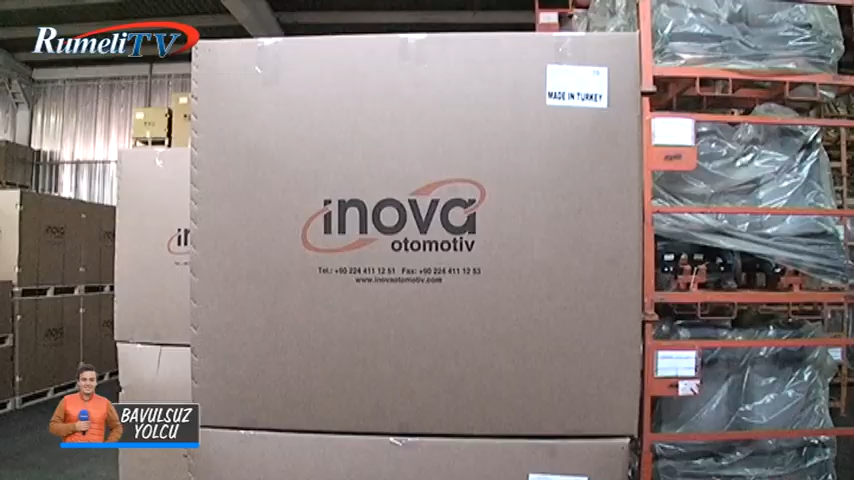 RumeliTV
MADE IN TURKEY
inova
otomotiv
Tel.: +90 224 411 12 51 Fax: +90 224 411 12 53
www.inovaotomotiv.com
BAVULSUZ
YOLCU